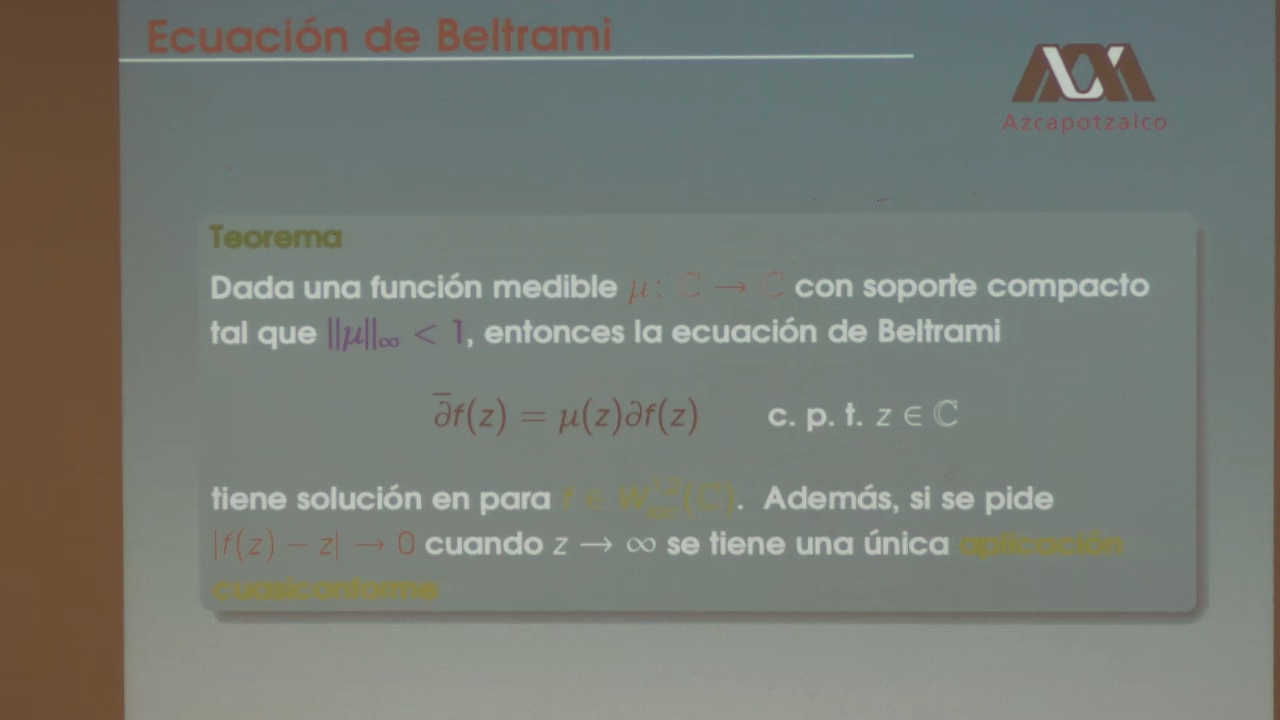 Ecuación de Beltrami
Azcapotzalco
Teorema
Dada una función medible μ: ℂ → ℂ con soporte compacto
tal que ||μ||∞ < 1, entonces la ecuación de Beltrami
∂̄f(z) = μ(z)∂f(z) c. p. t. z ∈ ℂ
tiene solución en para f ∈ W^{1,2}_{loc}(ℂ). Además, si se pide
|f(z) − z| → 0 cuando z → ∞ se tiene una única aplicación
cuasiconforme